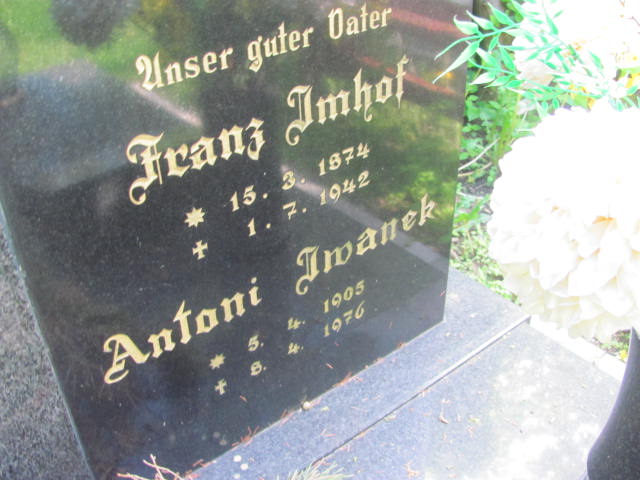 Unser guter Vater
Franz Imhof
* 15. 3. 1874
✝ 1. 7. 1942
Antoni Iwanek
* 5. 4. 1905
✝ 8. 4. 1976